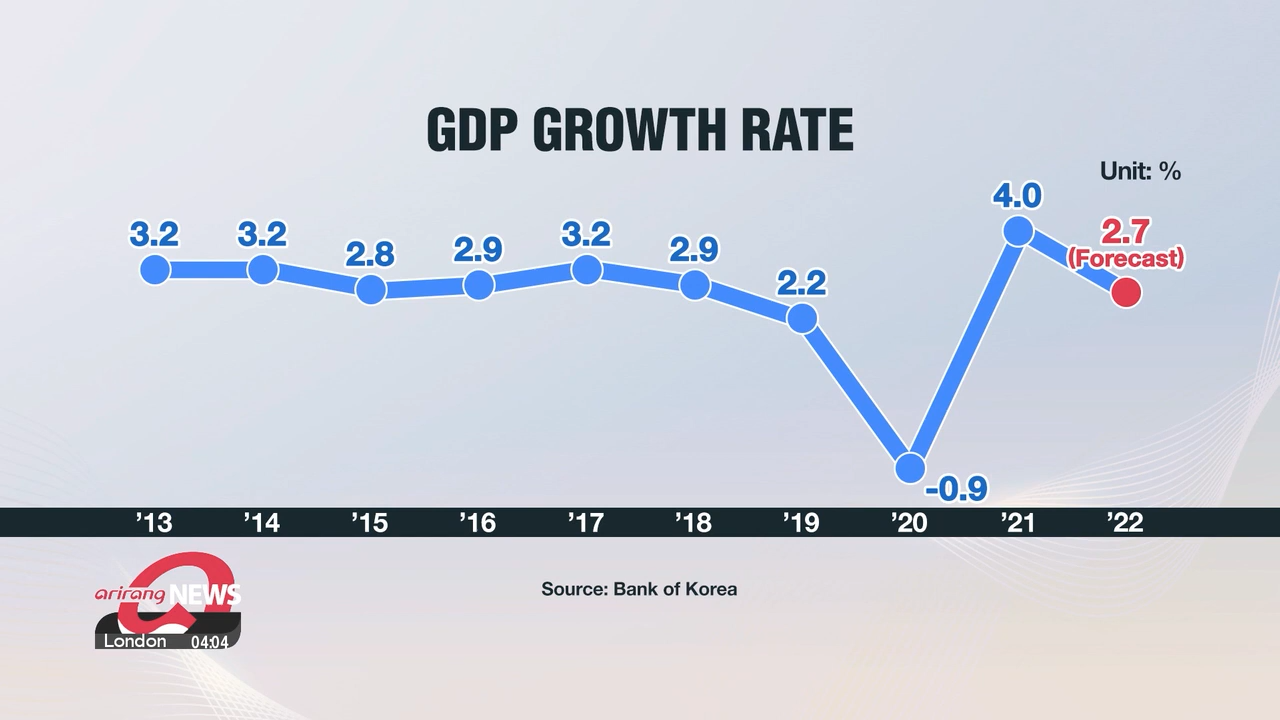 GDP GROWTH RATE
Unit: %
3.2 3.2 2.8 2.9 3.2 2.9 2.2 -0.9 4.0 2.7
(Forecast)
’13 ’14 ’15 ’16 ’17 ’18 ’19 ’20 ’21 ’22
Source: Bank of Korea
arirang NEWS
London 04:04